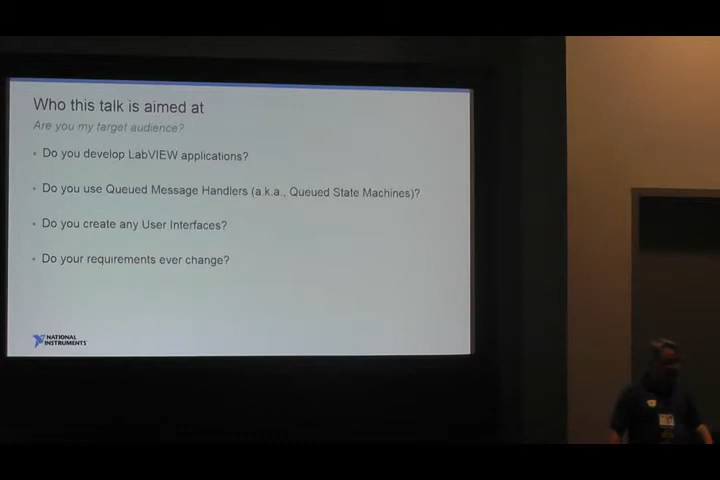 Who this talk is aimed at
Are you my target audience?
• Do you develop LabVIEW applications?
• Do you use Queued Message Handlers (a.k.a., Queued State Machines)?
• Do you create any User Interfaces?
• Do your requirements ever change?
NATIONAL
INSTRUMENTS